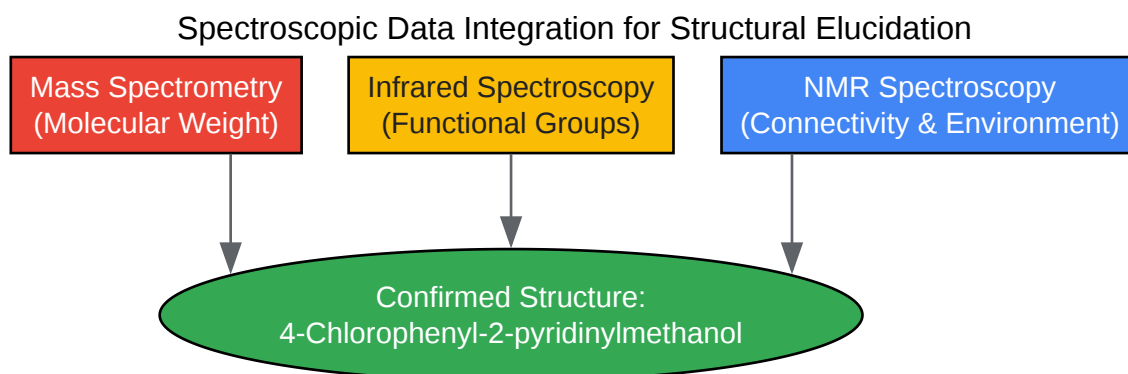 Spectroscopic Data Integration for Structural Elucidation
Mass Spectrometry
(Molecular Weight)
Infrared Spectroscopy
(Functional Groups)
NMR Spectroscopy
(Connectivity & Environment)
Confirmed Structure:
4-Chlorophenyl-2-pyridinylmethanol